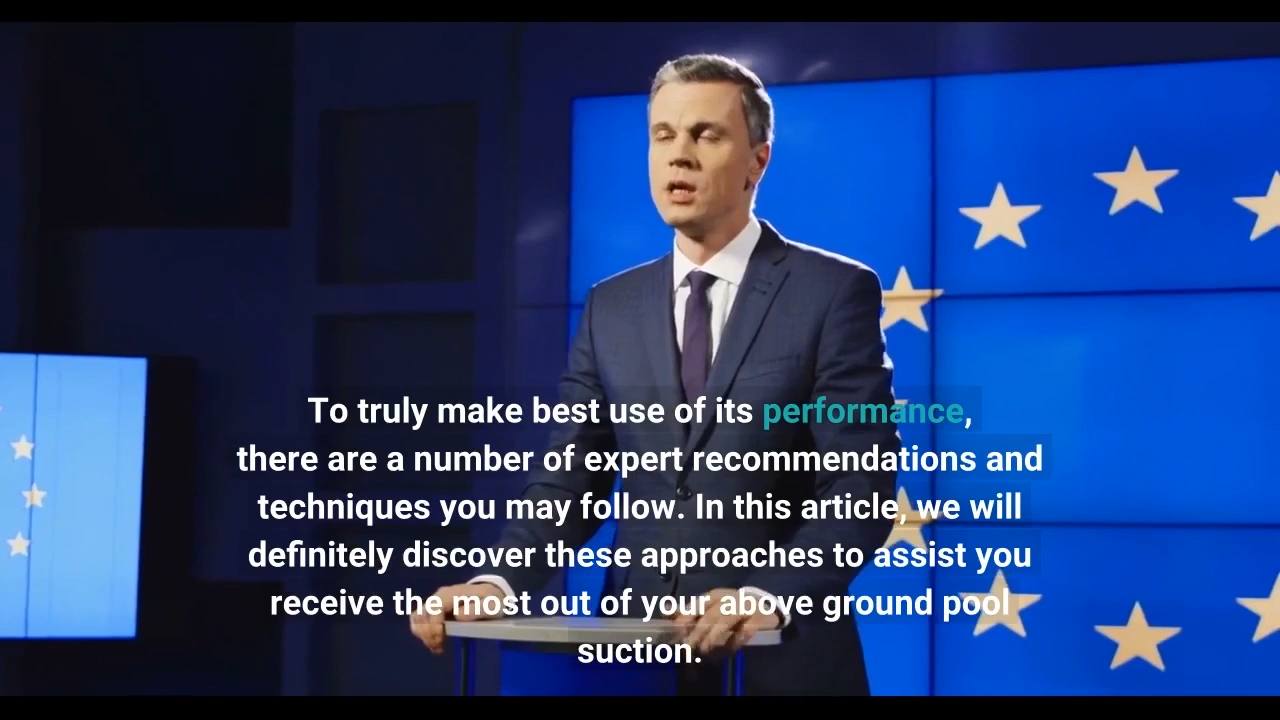 To truly make best use of its performance,
there are a number of expert recommendations and
techniques you may follow. In this article, we will
definitely discover these approaches to assist you
receive the most out of your above ground pool
suction.